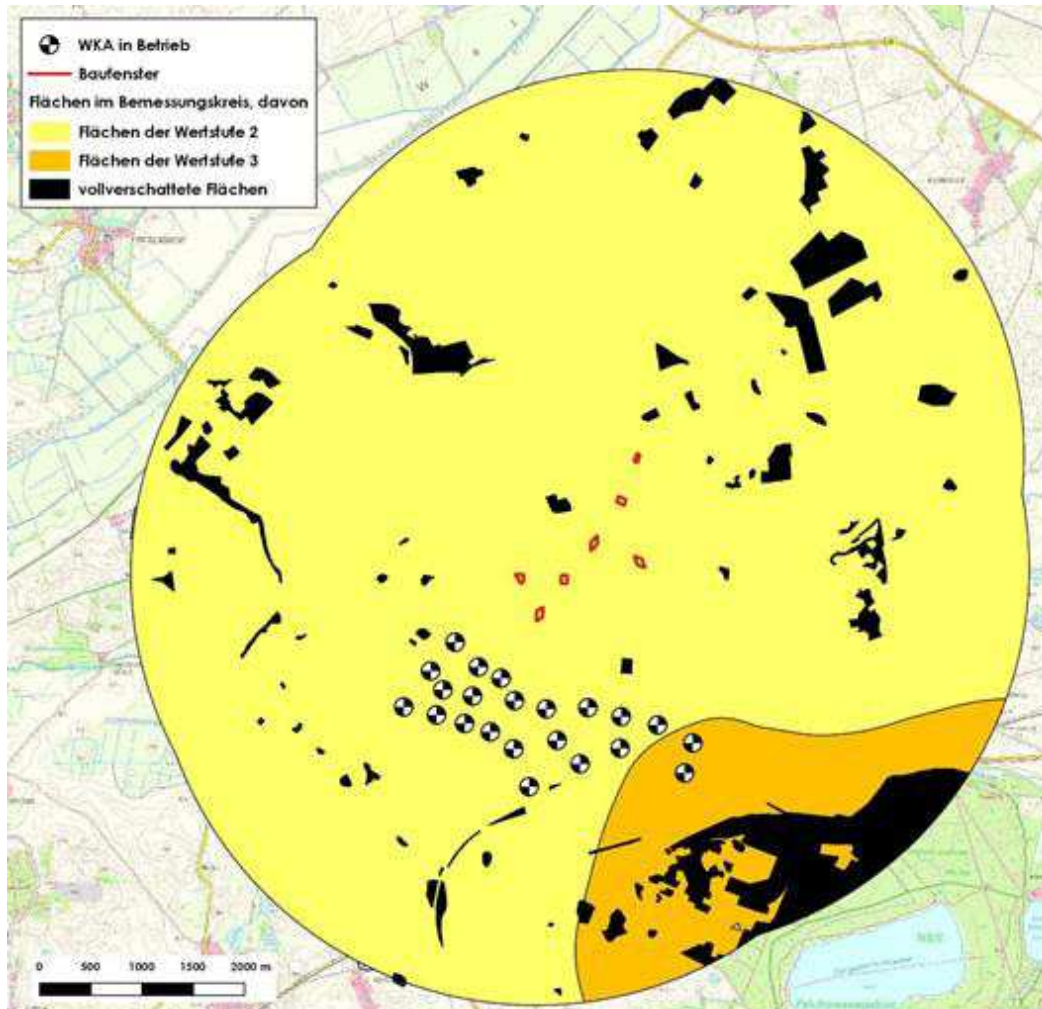 WKA in Betrieb
Baufenster
Flächen im Bemessungskreis, davon
Flächen der Wertstufe 2
Flächen der Wertstufe 3
vollverschattete Flächen
0 500 1000 1500 2000 m